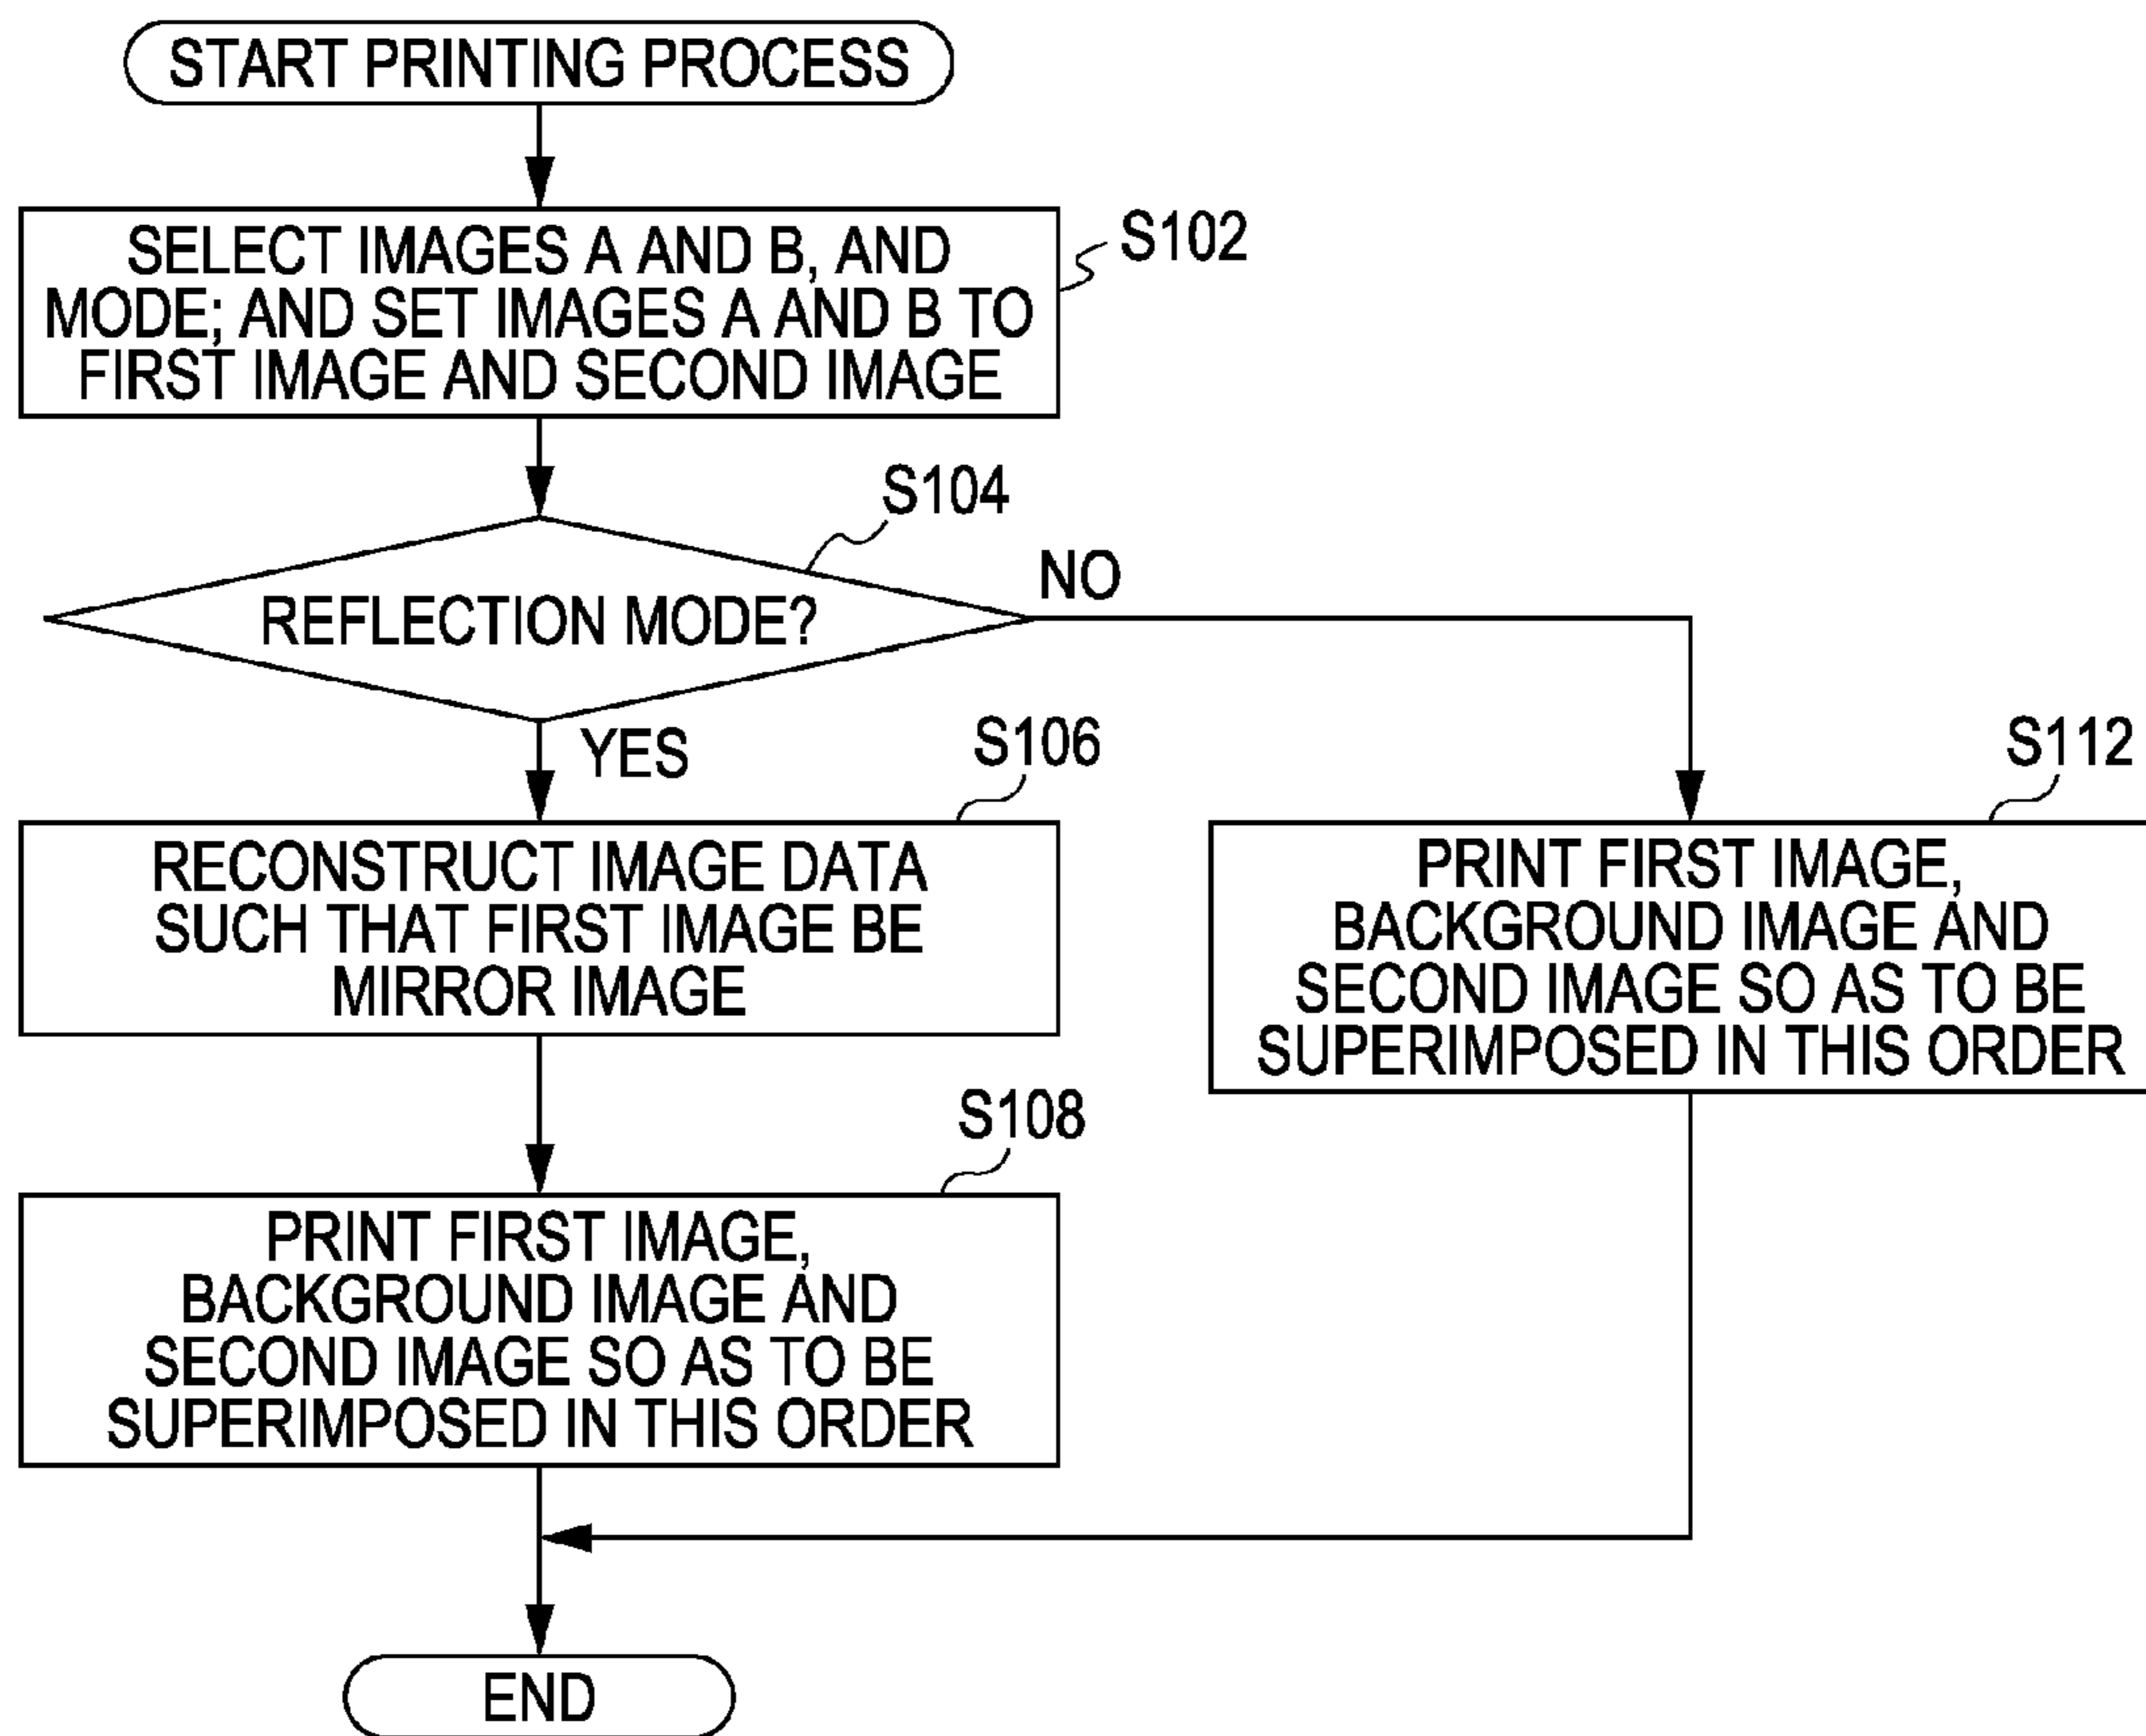 START PRINTING PROCESS
SELECT IMAGES A AND B, AND
MODE; AND SET IMAGES A AND B TO
FIRST IMAGE AND SECOND IMAGE
S102
S104
REFLECTION MODE?
NO
YES
S106
RECONSTRUCT IMAGE DATA
SUCH THAT FIRST IMAGE BE
MIRROR IMAGE
S112
PRINT FIRST IMAGE,
BACKGROUND IMAGE AND
SECOND IMAGE SO AS TO BE
SUPERIMPOSED IN THIS ORDER
S108
PRINT FIRST IMAGE,
BACKGROUND IMAGE AND
SECOND IMAGE SO AS TO BE
SUPERIMPOSED IN THIS ORDER
END